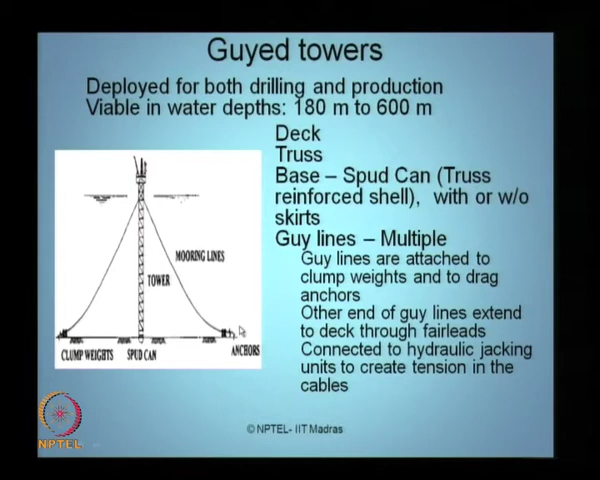 Guyed towers
Deployed for both drilling and production
Viable in water depths: 180 m to 600 m
Deck
Truss
Base – Spud Can (Truss
reinforced shell), with or w/o
skirts
Guy lines – Multiple
Guy lines are attached to
clump weights and to drag
anchors
Other end of guy lines extend
to deck through fairleads
Connected to hydraulic jacking
units to create tension in the
cables
MOORING LINES
TOWER
CLUMP WEIGHTS
SPUD CAN
ANCHORS
NPTEL
© NPTEL- IIT Madras